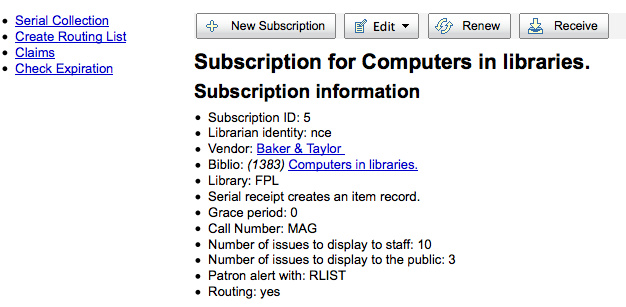 Serial Collection
Create Routing List
Claims
Check Expiration
New Subscription Edit Renew Receive
Subscription for Computers in libraries.
Subscription information
Subscription ID: 5
Librarian identity: nce
Vendor: Baker & Taylor
Biblio: (1383) Computers in libraries.
Library: FPL
Serial receipt creates an item record.
Grace period: 0
Call Number: MAG
Number of issues to display to staff: 10
Number of issues to display to the public: 3
Patron alert with: RLIST
Routing: yes